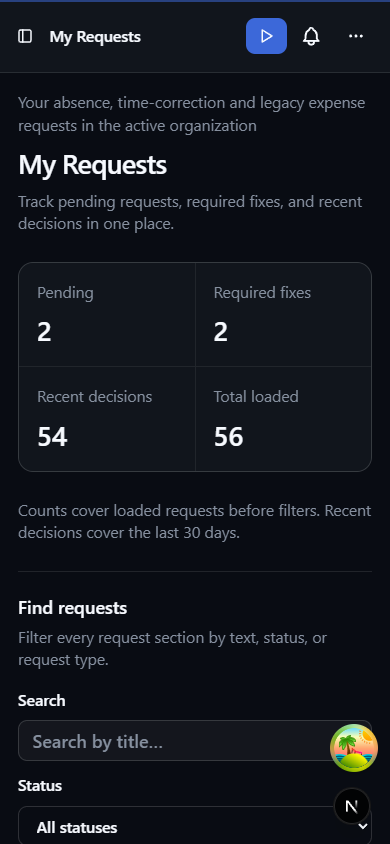 My Requests
Your absence, time-correction and legacy expense
requests in the active organization
My Requests
Track pending requests, required fixes, and recent
decisions in one place.
Pending
2
Required fixes
2
Recent decisions
54
Total loaded
56
Counts cover loaded requests before filters. Recent
decisions cover the last 30 days.
Find requests
Filter every request section by text, status, or
request type.
Search
Search by title...
Status
N
All statuses